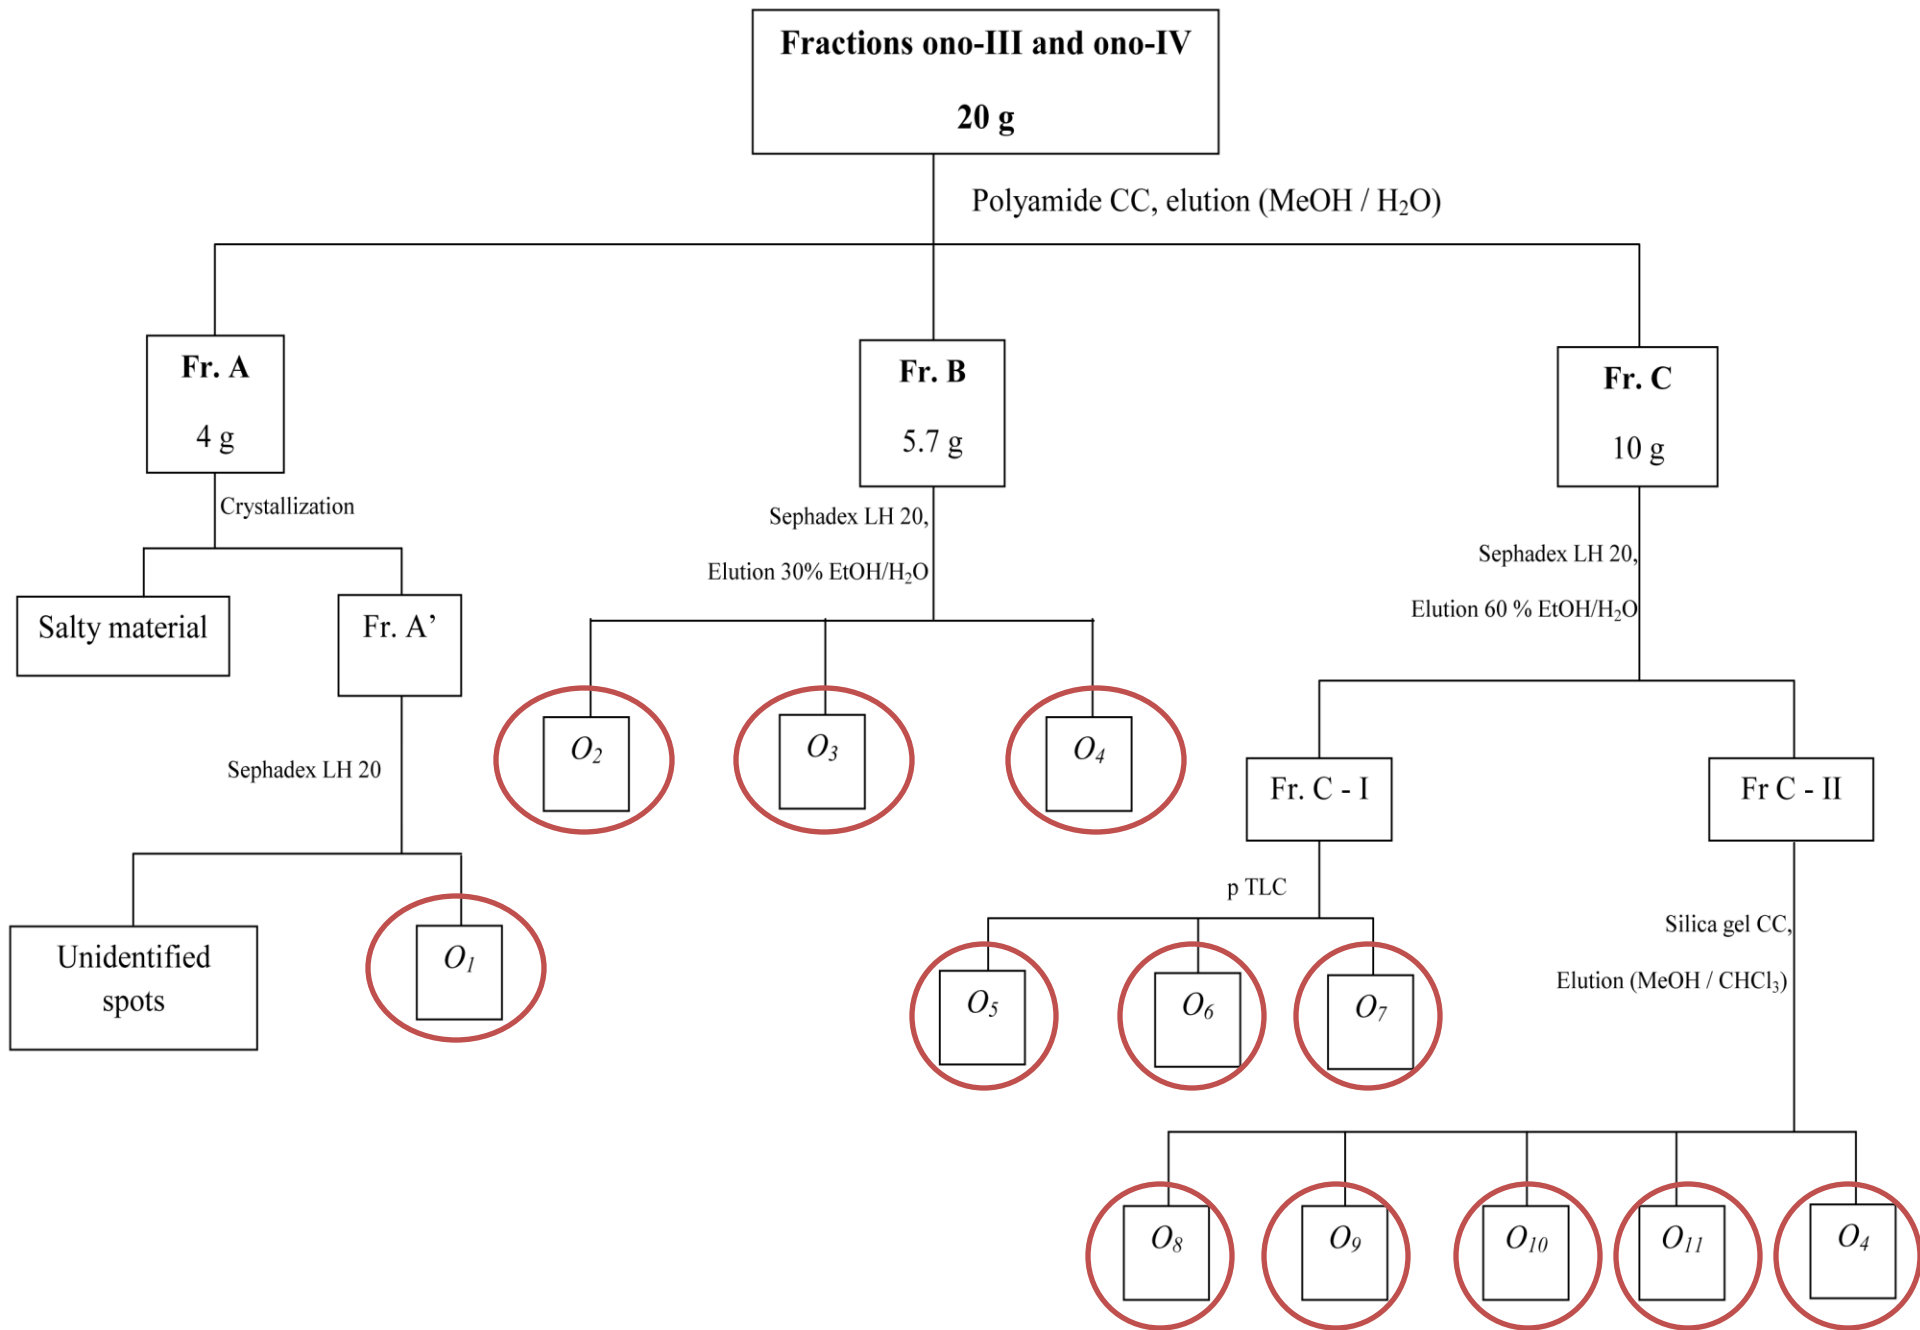 Fractions ono-III and ono-IV
20 g
Polyamide CC, elution (MeOH / H₂O)
Fr. A
4 g
Fr. B
5.7 g
Fr. C
10 g
Crystallization
Sephadex LH 20,
Elution 30% EtOH/H₂O
Sephadex LH 20,
Elution 60 % EtOH/H₂O
Salty material
Fr. A’
O₂
O₃
O₄
Sephadex LH 20
Fr. C - I
Fr C - II
p TLC
Silica gel CC,
Elution (MeOH / CHCl₃)
Unidentified
spots
O₁
O₅
O₆
O₇
O₈
O₉
O₁₀
O₁₁
O₄